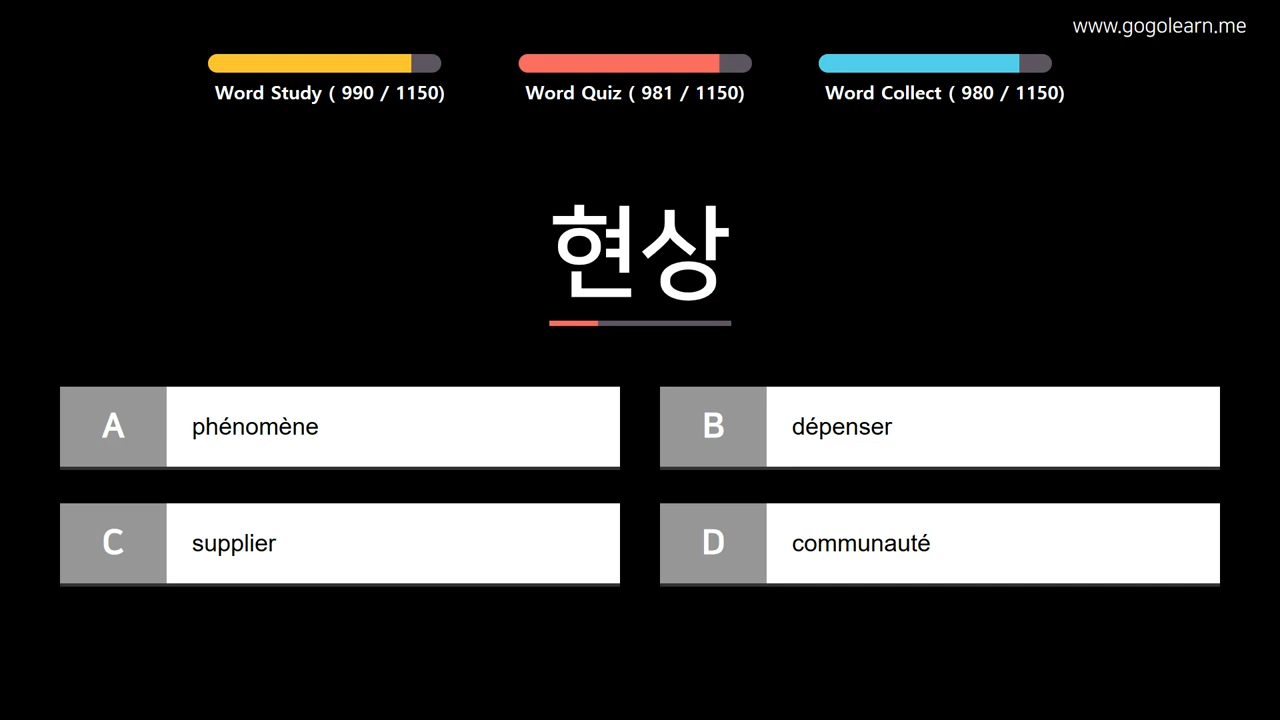 www.gogolearn.me
Word Study ( 990 / 1150)
Word Quiz ( 981 / 1150)
Word Collect ( 980 / 1150)
현상
A phénomène
B dépenser
C supplier
D communauté